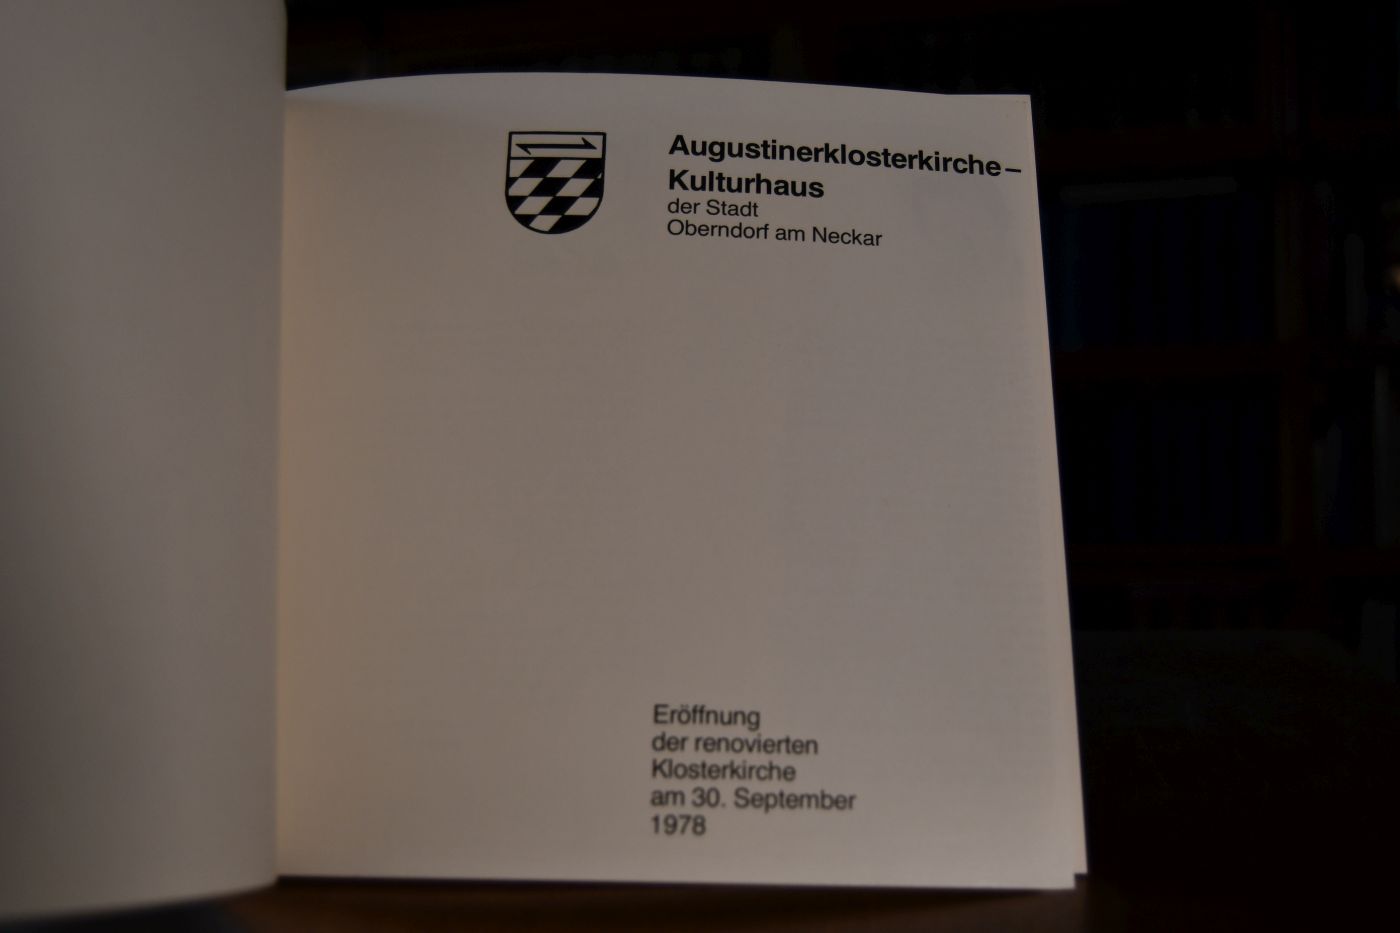 Augustinerklosterkirche–
Kulturhaus
der Stadt
Oberndorf am Neckar
Eröffnung
der renovierten
Klosterkirche
am 30. September
1978